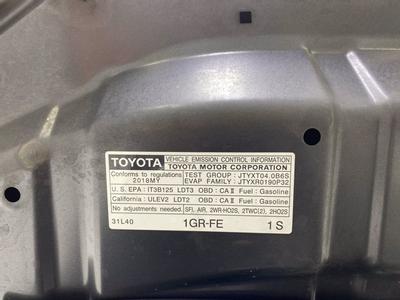 TOYOTA VEHICLE EMISSION CONTROL INFORMATION
TOYOTA MOTOR CORPORATION
Conforms to regulations TEST GROUP : JTYXT04.0B6S
2018MY EVAP FAMILY : JTYXR0190P32
U. S. EPA : IT3B125 LDT3 OBD : CA II Fuel : Gasoline
California : ULEV2 LDT2 OBD : CA II Fuel : Gasoline
No adjustments needed. SFI, AIR, 2WR-HO2S, 2TWC(2), 2HO2S
31L40 1GR-FE 1 S